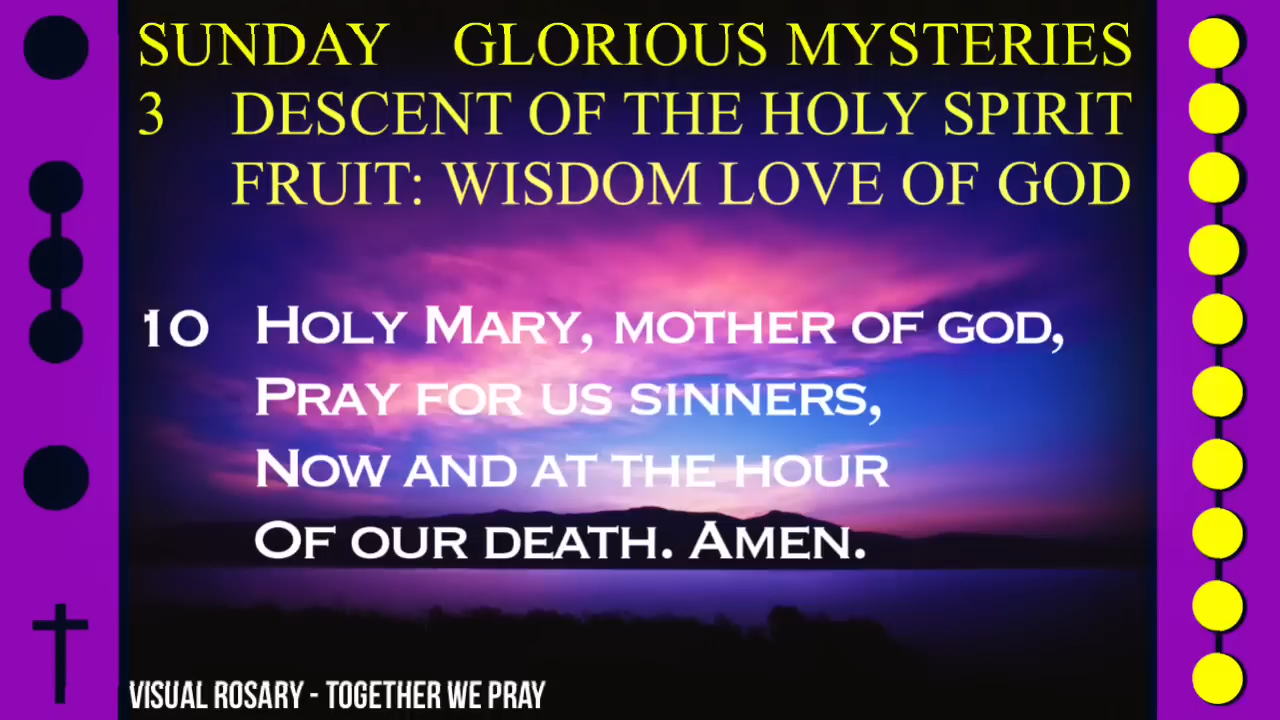 SUNDAY GLORIOUS MYSTERIES
3 DESCENT OF THE HOLY SPIRIT
FRUIT: WISDOM LOVE OF GOD
10 HOLY MARY, MOTHER OF GOD,
PRAY FOR US SINNERS,
NOW AND AT THE HOUR
OF OUR DEATH. AMEN.
VISUAL ROSARY - TOGETHER WE PRAY